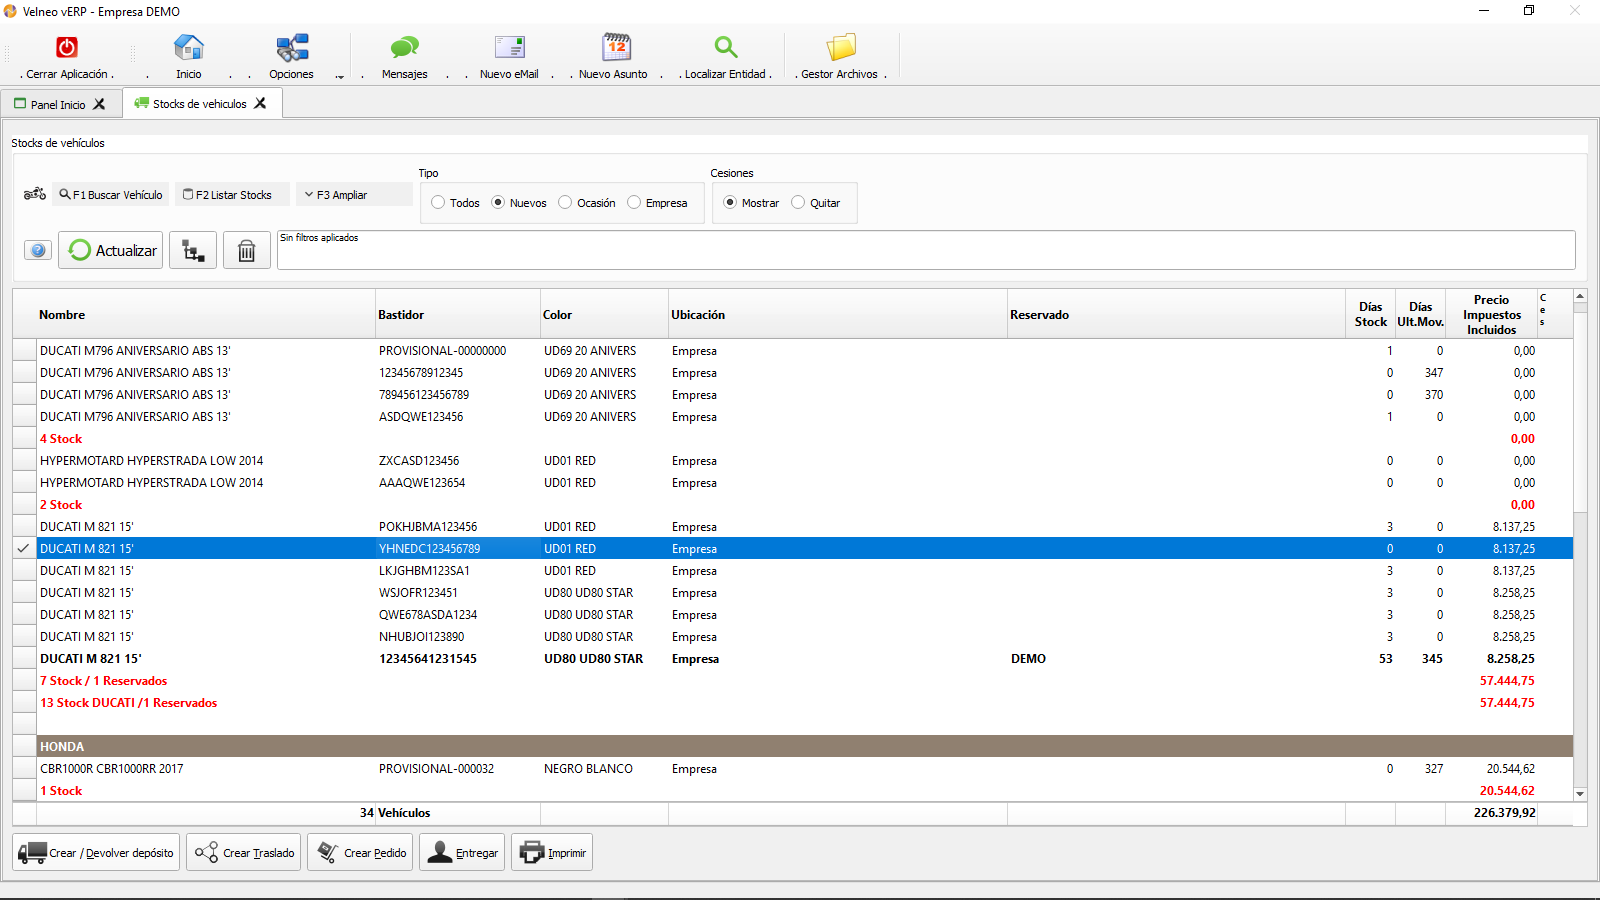 Velneo vERP - Empresa DEMO
. Cerrar Aplicación .
. Inicio .
. Opciones .
. Mensajes .
. Nuevo eMail .
. Nuevo Asunto .
. Localizar Entidad .
. Gestor Archivos .
Panel Inicio
Stocks de vehiculos
Stocks de vehículos
Tipo
Cesiones
F1 Buscar Vehículo
F2 Listar Stocks
F3 Ampliar
Todos Nuevos Ocasión Empresa
Mostrar Quitar
Actualizar
Sin filtros aplicados
Nombre Bastidor Color Ubicación Reservado Días Stock Días Ult.Mov. Precio Impuestos Incluidos Ces
DUCATI M796 ANIVERSARIO ABS 13' PROVISIONAL-00000000 UD69 20 ANIVERS Empresa 1 0 0,00
DUCATI M796 ANIVERSARIO ABS 13' 12345678912345 UD69 20 ANIVERS Empresa 0 347 0,00
DUCATI M796 ANIVERSARIO ABS 13' 789456123456789 UD69 20 ANIVERS Empresa 0 370 0,00
DUCATI M796 ANIVERSARIO ABS 13' ASDQWE123456 UD69 20 ANIVERS Empresa 1 0 0,00
4 Stock 0,00
HYPERMOTARD HYPERSTRADA LOW 2014 ZXCASD123456 UD01 RED Empresa 0 0 0,00
HYPERMOTARD HYPERSTRADA LOW 2014 AAAQWE123654 UD01 RED Empresa 0 0 0,00
2 Stock 0,00
DUCATI M 821 15' POKHJBMA123456 UD01 RED Empresa 3 0 8.137,25
DUCATI M 821 15' YHNEDC123456789 UD01 RED Empresa 0 0 8.137,25
DUCATI M 821 15' LKJGHBM123SA1 UD01 RED Empresa 3 0 8.137,25
DUCATI M 821 15' WSJOFR123451 UD80 UD80 STAR Empresa 3 0 8.258,25
DUCATI M 821 15' QWE678ASDA1234 UD80 UD80 STAR Empresa 3 0 8.258,25
DUCATI M 821 15' NHUBJOI123890 UD80 UD80 STAR Empresa 3 0 8.258,25
DUCATI M 821 15' 12345641231545 UD80 UD80 STAR Empresa DEMO 53 345 8.258,25
7 Stock / 1 Reservados 57.444,75
13 Stock DUCATI /1 Reservados 57.444,75
HONDA
CBR1000R CBR1000RR 2017 PROVISIONAL-000032 NEGRO BLANCO Empresa 0 327 20.544,62
1 Stock 20.544,62
34 Vehículos 226.379,92
Crear / Devolver depósito
Crear Traslado
Crear Pedido
Entregar
Imprimir